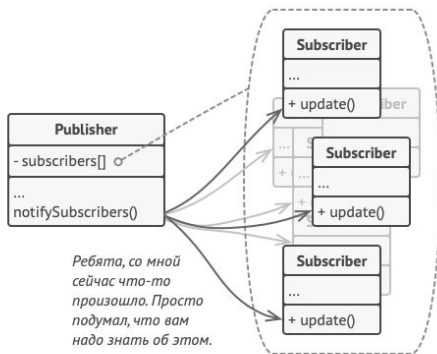 Subscriber
...
+ update()
Publisher
- subscribers[]
...
notifySubscribers()
Subscriber
...
+ update()
Subscriber
...
+ update()
Ребята, со мной
сейчас что-то
произошло. Просто
подумал, что вам
надо знать об этом.